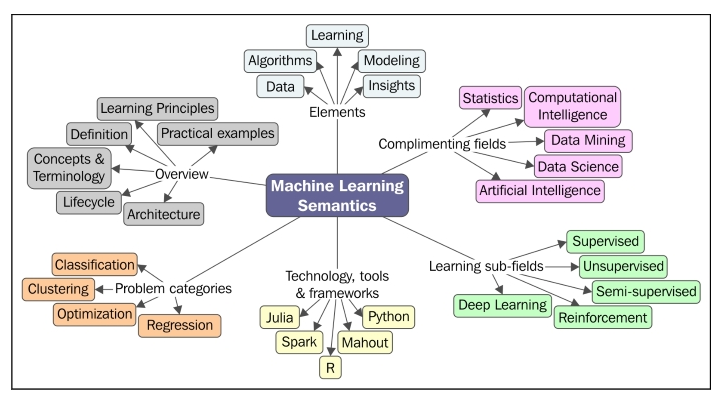 Learning
Algorithms
Modeling
Data
Insights
Elements
Learning Principles
Definition
Practical examples
Concepts &
Terminology
Overview
Lifecycle
Architecture
Statistics
Computational
Intelligence
Complimenting fields
Data Mining
Data Science
Artificial Intelligence
Machine Learning
Semantics
Classification
Clustering
Problem categories
Optimization
Regression
Technology, tools
& frameworks
Julia
Python
Spark
Mahout
R
Supervised
Learning sub-fields
Unsupervised
Semi-supervised
Deep Learning
Reinforcement